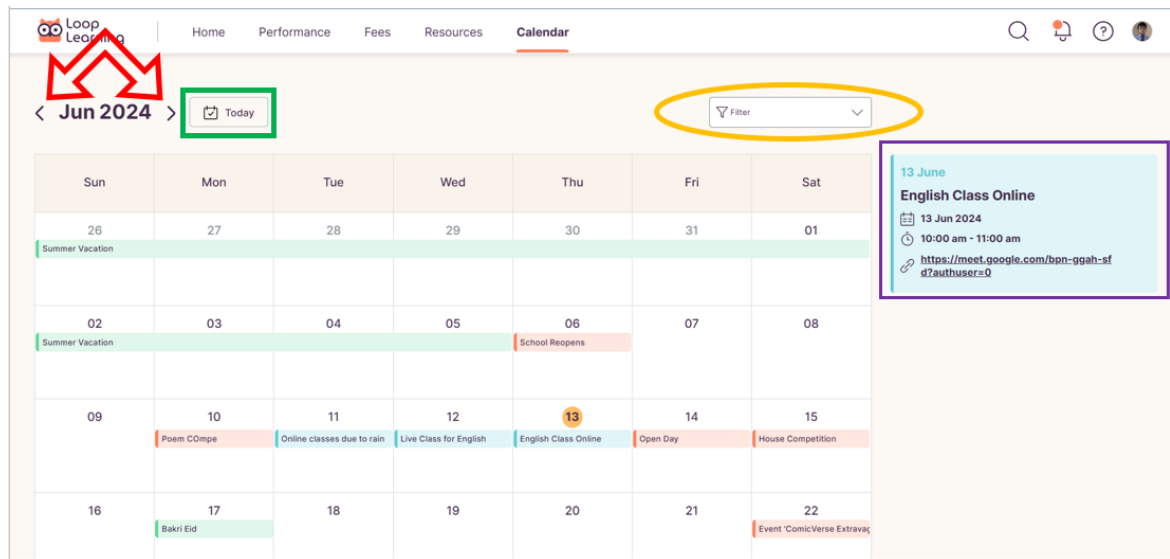 Loop
Learning
Home Performance Fees Resources Calendar
Jun 2024 Today Filter
Sun Mon Tue Wed Thu Fri Sat
26 27 28 29 30 31 01
Summer Vacation
02 03 04 05 06 07 08
Summer Vacation School Reopens
09 10 11 12 13 14 15
Poem COmpe Online classes due to rain Live Class for English English Class Online Open Day House Competition
16 17 18 19 20 21 22
Bakri Eid Event 'ComicVerse Extravag
13 June
English Class Online
13 Jun 2024
10:00 am - 11:00 am
https://meet.google.com/bpn-ggah-sf
d?authuser=0